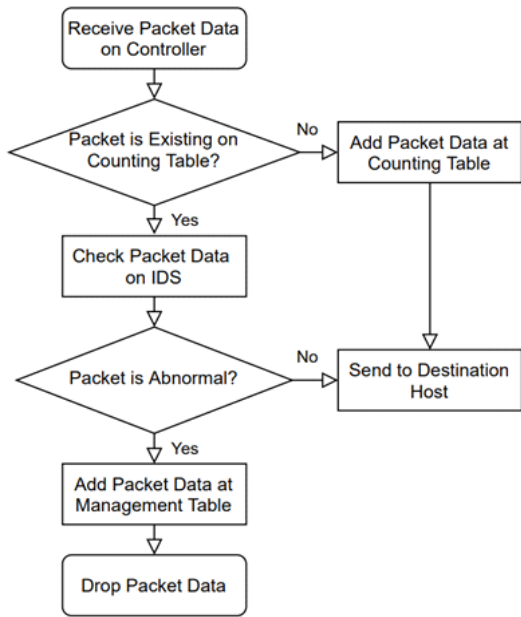 Receive Packet Data
on Controller
Packet is Existing on
Counting Table?
No
Add Packet Data at
Counting Table
Yes
Check Packet Data
on IDS
Packet is Abnormal?
No
Send to Destination
Host
Yes
Add Packet Data at
Management Table
Drop Packet Data